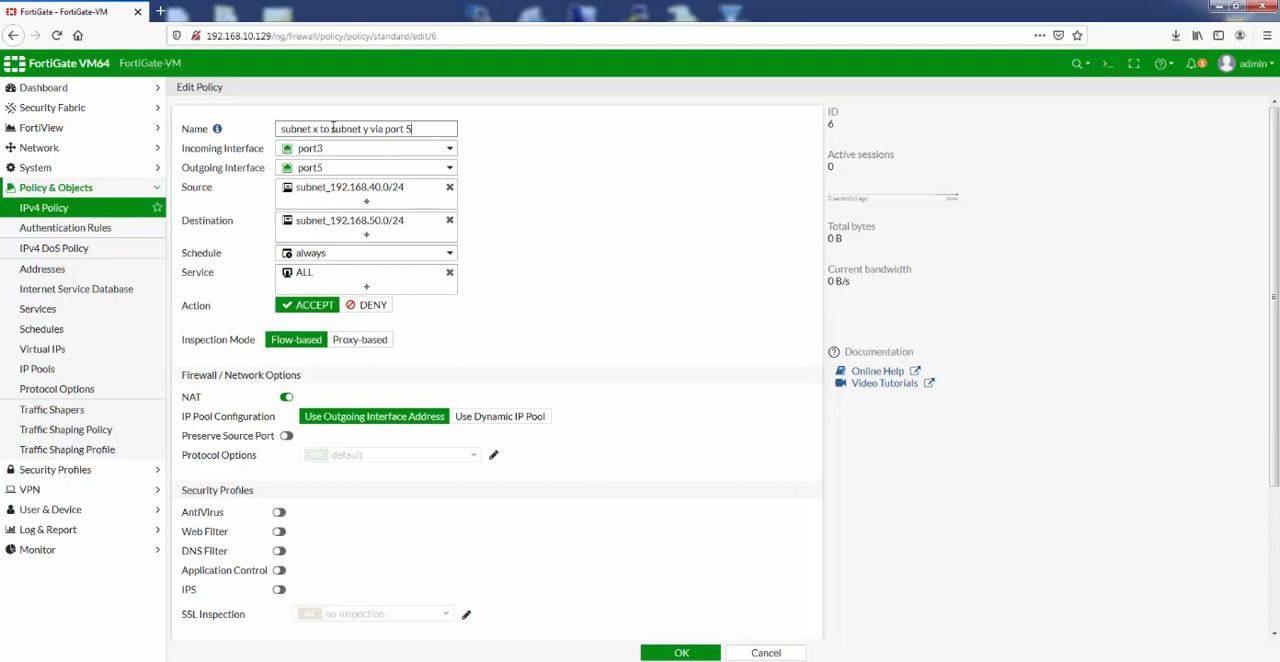 FortiGate - FortiGate-VM
192.168.10.129/ng/firewall/policy/policy/standard/edit/6
FortiGate VM64 FortiGate-VM
1 admin
Dashboard
Security Fabric
FortiView
Network
System
Policy & Objects
IPv4 Policy
Authentication Rules
IPv4 DoS Policy
Addresses
Internet Service Database
Services
Schedules
Virtual IPs
IP Pools
Protocol Options
Traffic Shapers
Traffic Shaping Policy
Traffic Shaping Profile
Security Profiles
VPN
User & Device
Log & Report
Monitor
Edit Policy
Name subnet x to subnet y via port 5
Incoming Interface port3
Outgoing Interface port5
Source subnet_192.168.40.0/24
+
Destination subnet_192.168.50.0/24
+
Schedule always
Service ALL
+
Action ACCEPT DENY
Inspection Mode Flow-based Proxy-based
Firewall / Network Options
NAT
IP Pool Configuration Use Outgoing Interface Address Use Dynamic IP Pool
Preserve Source Port
Protocol Options default
Security Profiles
AntiVirus
Web Filter
DNS Filter
Application Control
IPS
SSL Inspection no-inspection
OK Cancel
ID
6
Active sessions
0
0 second(s) ago now
Total bytes
0 B
Current bandwidth
0 B/s
Documentation
Online Help
Video Tutorials